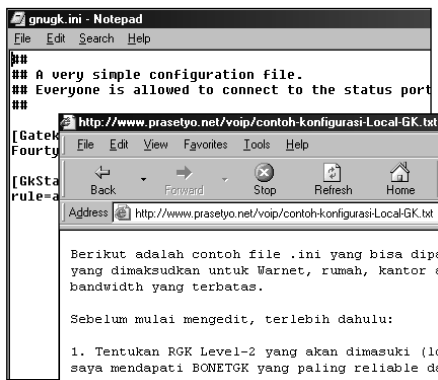 gnugk.ini - Notepad
File Edit Search Help
##
## A very simple configuration file.
## Everyone is allowed to connect to the status port
##
[Gatek
Fourty
[GkSta
rule=a
http://www.prasetyo.net/voip/contoh-konfigurasi-Local-GK.txt
File Edit View Favorites Tools Help
Back Forward Stop Refresh Home
Address http://www.prasetyo.net/voip/contoh-konfigurasi-Local-GK.txt
Berikut adalah contoh file .ini yang bisa dipa
yang dimaksudkan untuk Warnet, rumah, kantor a
bandwidth yang terbatas.
Sebelum mulai mengedit, terlebih dahulu:
1. Tentukan RGK Level-2 yang akan dimasuki (lo
saya mendapati BONETGK yang paling reliable da